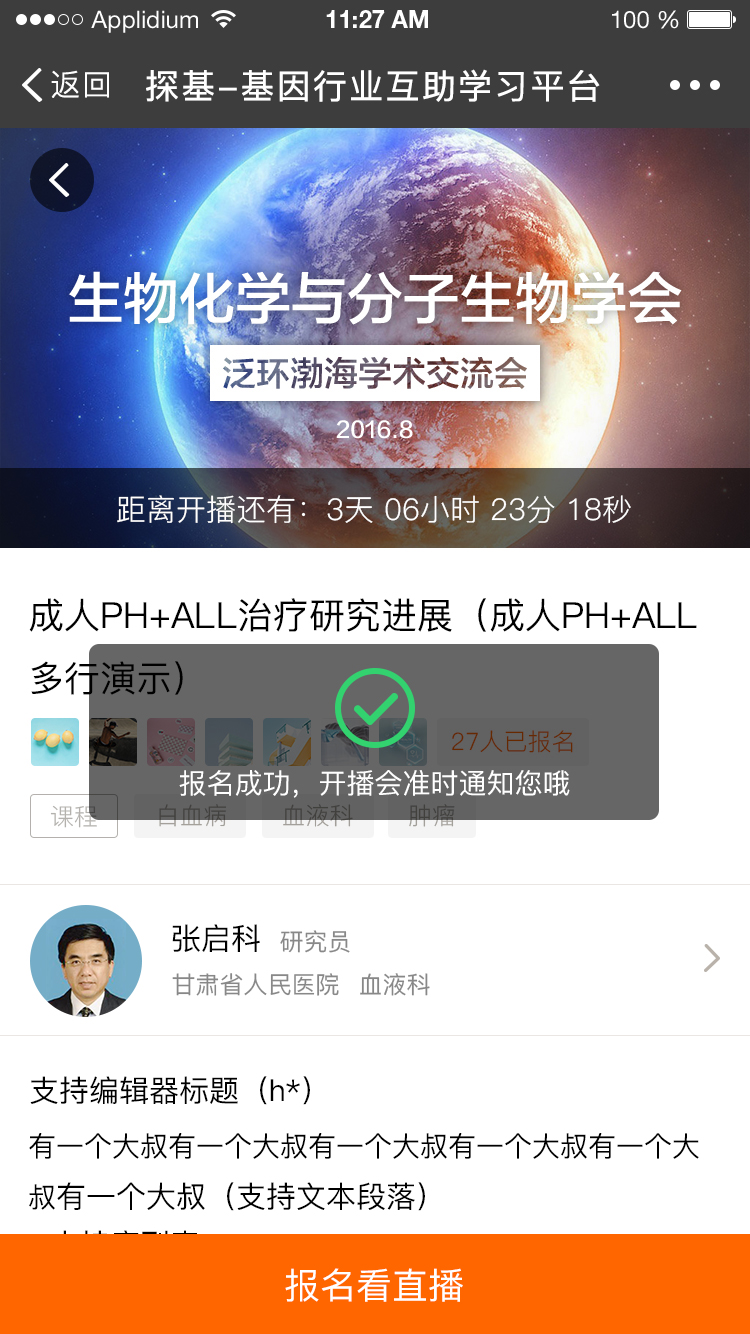 Applidium 11:27 AM 100 %
返回 探基-基因行业互助学习平台
生物化学与分子生物学会
泛环渤海学术交流会
2016.8
距离开播还有：3天 06小时 23分 18秒
成人PH+ALL治疗研究进展（成人PH+ALL
多行演示）
27人已报名
报名成功，开播会准时通知您哦
课程 白血病 血液科 肿瘤
张启科 研究员
甘肃省人民医院 血液科
支持编辑器标题（h*）
有一个大叔有一个大叔有一个大叔有一个大叔有一个大
叔有一个大叔（支持文本段落）
报名看直播